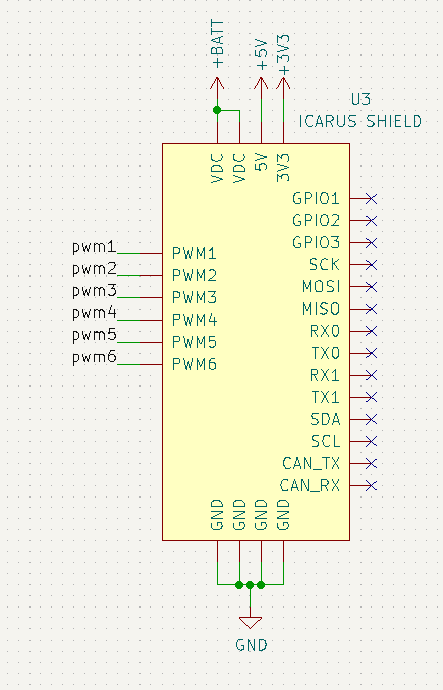 +BATT
+5V
+3V3
U3
ICARUS SHIELD
VDC
VDC
5V
3V3
GPIO1
GPIO2
GPIO3
SCK
MOSI
MISO
RX0
TX0
RX1
TX1
SDA
SCL
CAN_TX
CAN_RX
pwm1
PWM1
pwm2
PWM2
pwm3
PWM3
pwm4
PWM4
pwm5
PWM5
pwm6
PWM6
GND
GND
GND
GND
GND